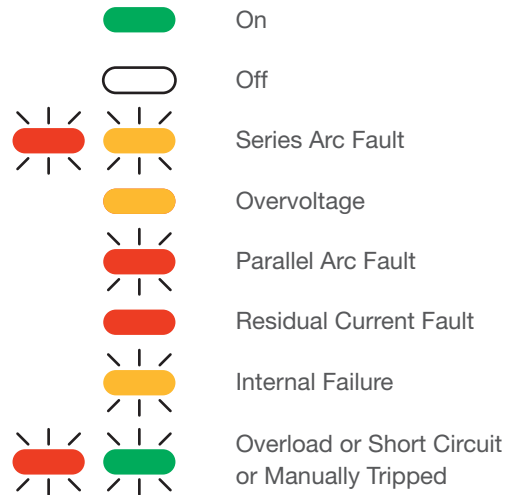 On
Off
Series Arc Fault
Overvoltage
Parallel Arc Fault
Residual Current Fault
Internal Failure
Overload or Short Circuit
or Manually Tripped